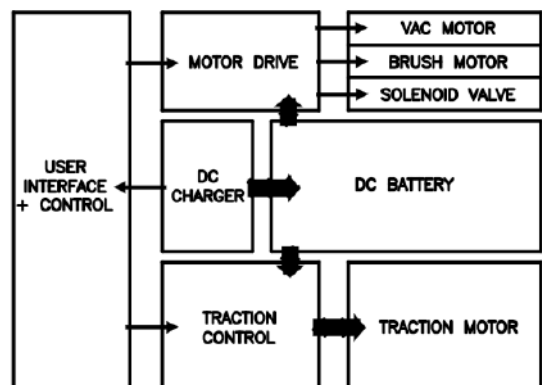 VAC MOTOR
MOTOR DRIVE
BRUSH MOTOR
SOLENOID VALVE
USER
INTERFACE
+ CONTROL
DC
CHARGER
DC BATTERY
TRACTION
CONTROL
TRACTION MOTOR